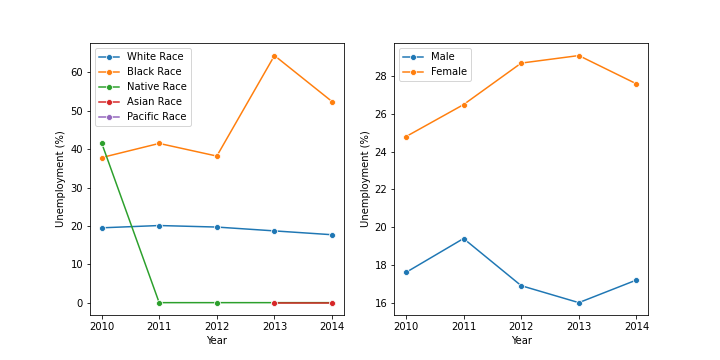 White Race
Black Race
Native Race
Asian Race
Pacific Race
Unemployment (%)
60
50
40
30
20
10
0
2010 2011 2012 2013 2014
Year
Male
Female
Unemployment (%)
28
26
24
22
20
18
16
2010 2011 2012 2013 2014
Year